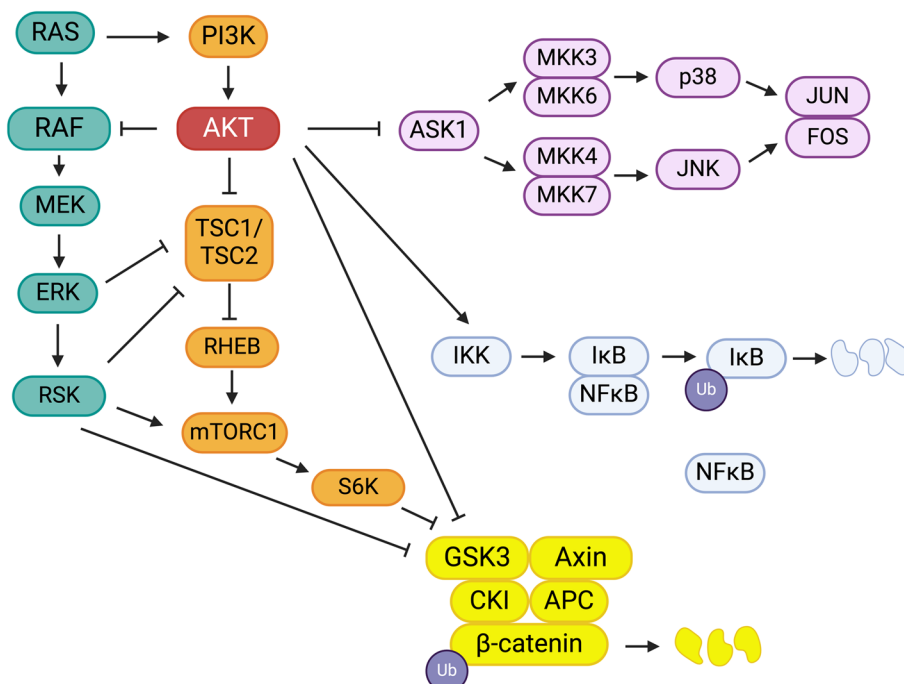 RAS
PI3K
RAF
AKT
MEK
TSC1/
TSC2
ERK
RHEB
RSK
mTORC1
S6K
ASK1
MKK3
MKK6
p38
JUN
FOS
MKK4
MKK7
JNK
IKK
IκB
NFκB
IκB
Ub
NFκB
GSK3
Axin
CKI
APC
β-catenin
Ub